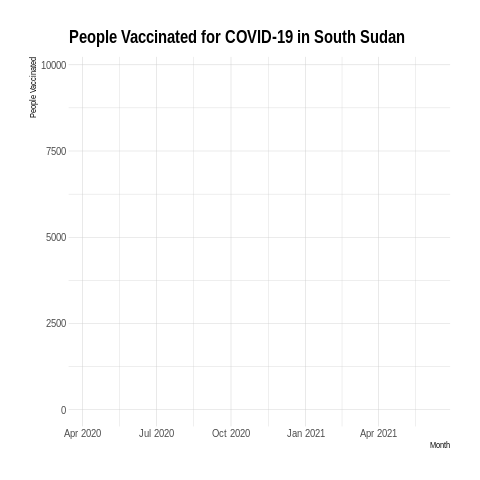 People Vaccinated for COVID-19 in South Sudan
People Vaccinated
10000
7500
5000
2500
0
Apr 2020 Jul 2020 Oct 2020 Jan 2021 Apr 2021
Month